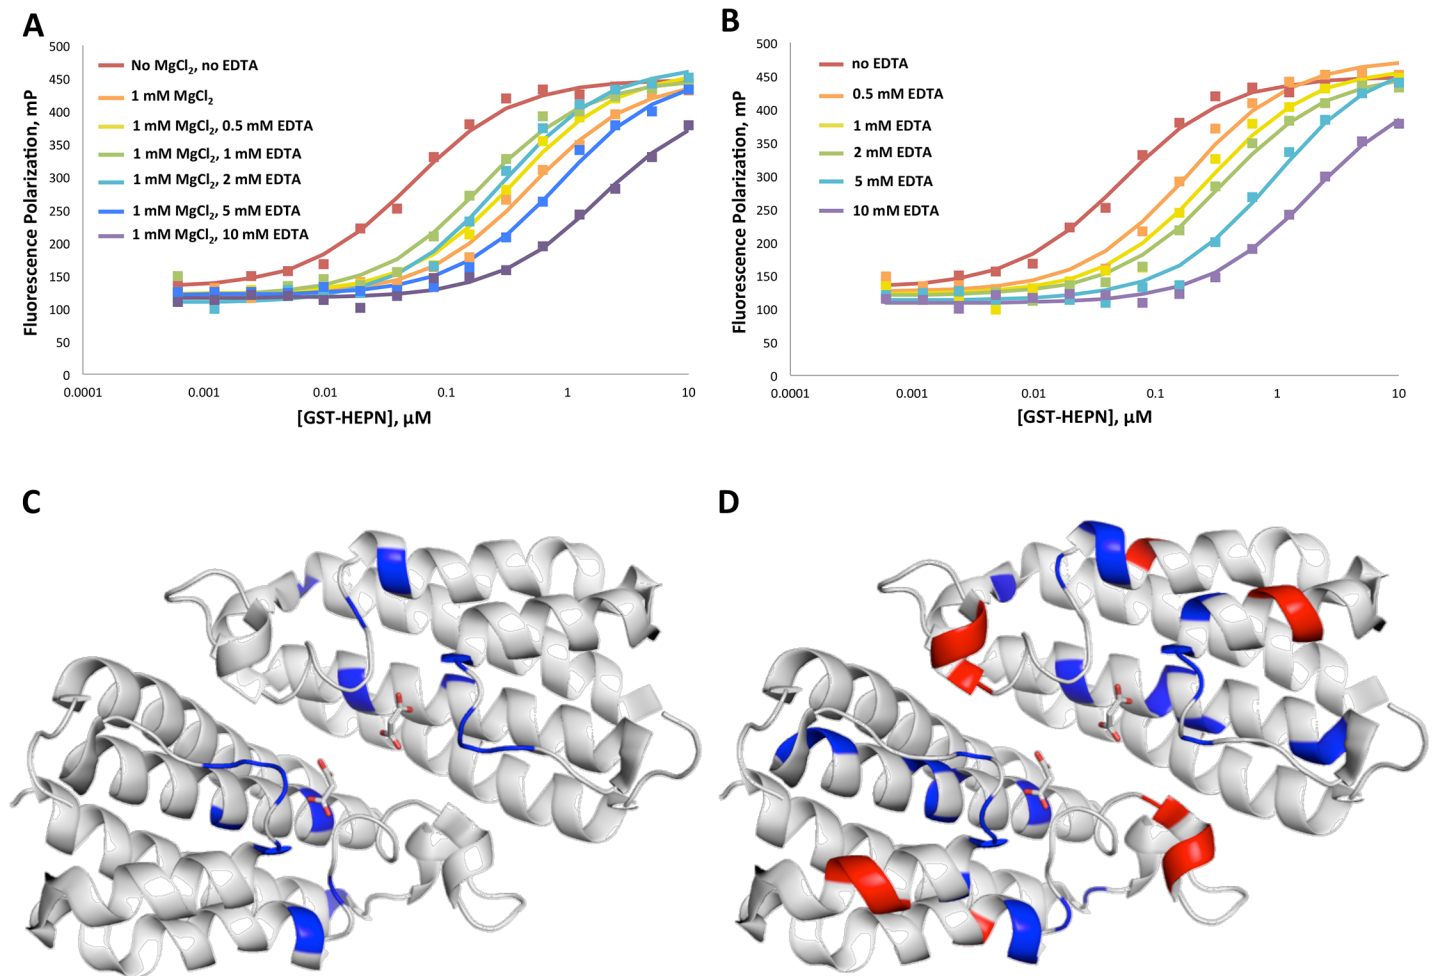 A
500
450
400
350
300
250
200
150
100
50
0
Fluorescence Polarization, mP
No MgCl₂, no EDTA
1 mM MgCl₂
1 mM MgCl₂, 0.5 mM EDTA
1 mM MgCl₂, 1 mM EDTA
1 mM MgCl₂, 2 mM EDTA
1 mM MgCl₂, 5 mM EDTA
1 mM MgCl₂, 10 mM EDTA
0.0001 0.001 0.01 0.1 1 10
[GST-HEPN], μM
B
500
450
400
350
300
250
200
150
100
50
0
Fluorescence Polarization, mP
no EDTA
0.5 mM EDTA
1 mM EDTA
2 mM EDTA
5 mM EDTA
10 mM EDTA
0.0001 0.001 0.01 0.1 1 10
[GST-HEPN], μM
C
D